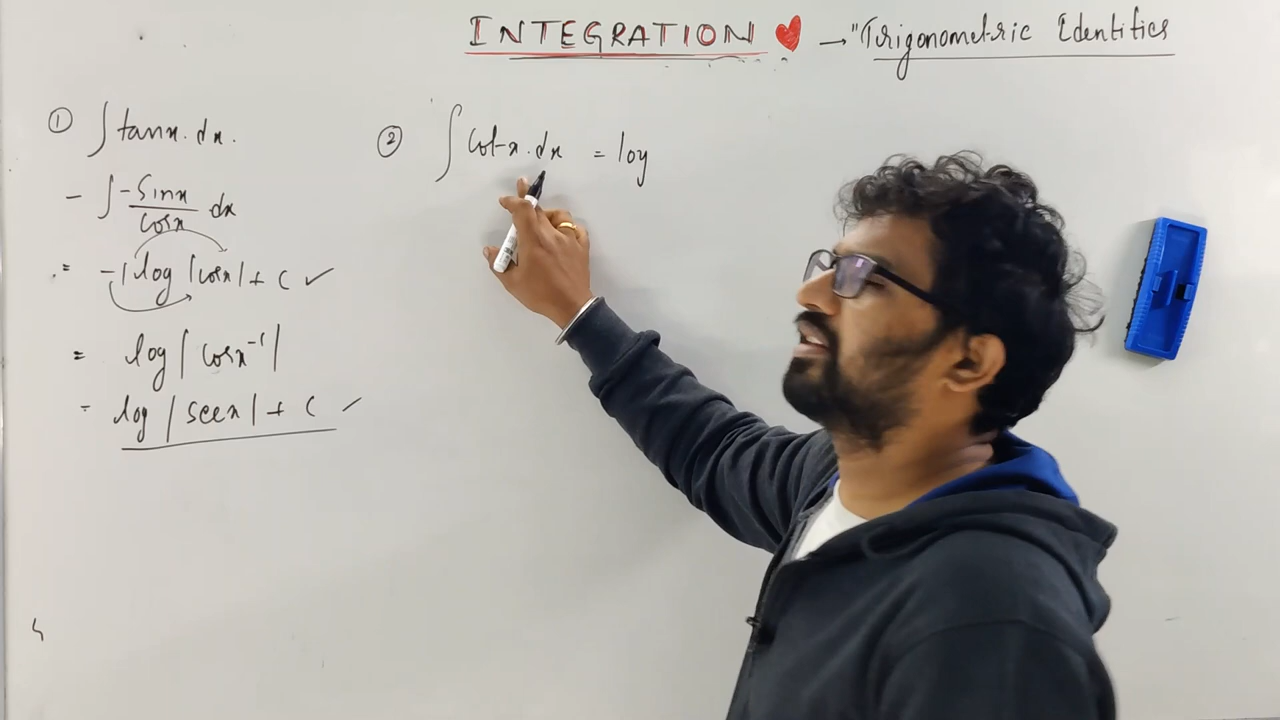 INTEGRATION ❤ → "Trigonometric Identities
① ∫ tanx. dx.
- ∫ -Sinx/Cosx dx
= -1 log |cosx| + C ✓
= log | cosx⁻¹|
= log | secx| + C ✓
② ∫ Cot x. dx = log